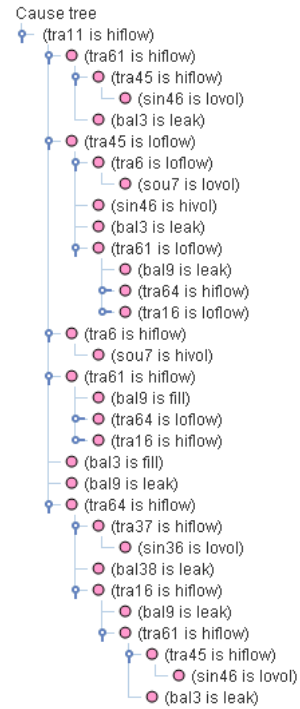 Cause tree
(tra11 is hiflow)
(tra61 is hiflow)
(tra45 is hiflow)
(sin46 is lovol)
(bal3 is leak)
(tra45 is loflow)
(tra6 is loflow)
(sou7 is lovol)
(sin46 is hivol)
(bal3 is leak)
(tra61 is loflow)
(bal9 is leak)
(tra64 is hiflow)
(tra16 is loflow)
(tra6 is hiflow)
(sou7 is hivol)
(tra61 is hiflow)
(bal9 is fill)
(tra64 is loflow)
(tra16 is hiflow)
(bal3 is fill)
(bal9 is leak)
(tra64 is hiflow)
(tra37 is hiflow)
(sin36 is lovol)
(bal38 is leak)
(tra16 is hiflow)
(bal9 is leak)
(tra61 is hiflow)
(tra45 is hiflow)
(sin46 is lovol)
(bal3 is leak)